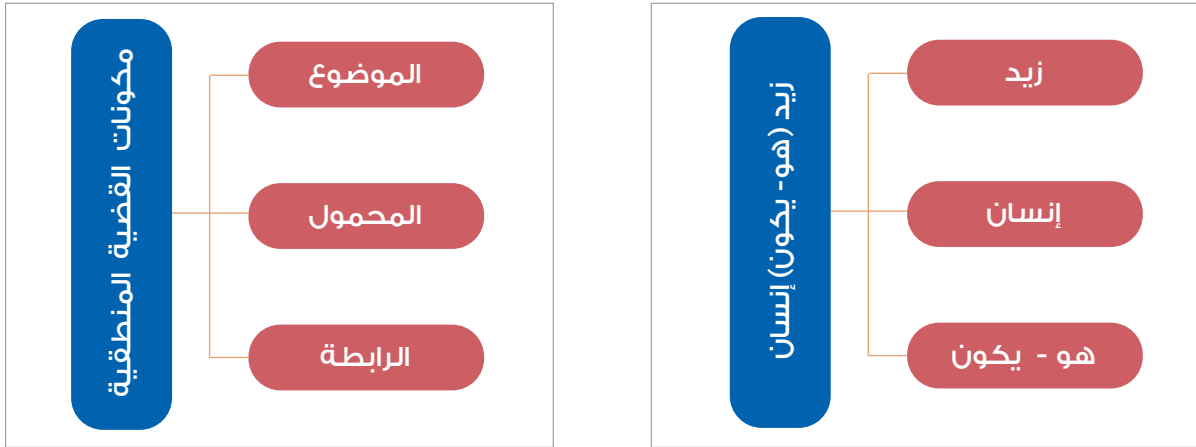 زيد (هو- يكون) إنسان
زيد
إنسان
هو - يكون
مكونات القضية المنطقية
الموضوع
المحمول
الرابطة